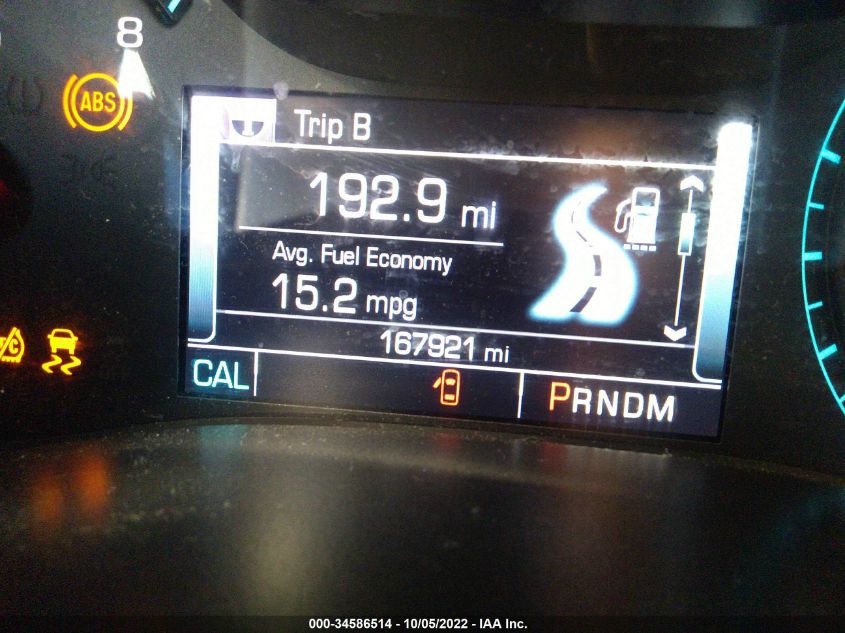 8
ABS
Trip B
192.9 mi
Avg. Fuel Economy
15.2 mpg
167921 mi
CAL
PRNDM
000-34586514 - 10/05/2022 - IAA Inc.